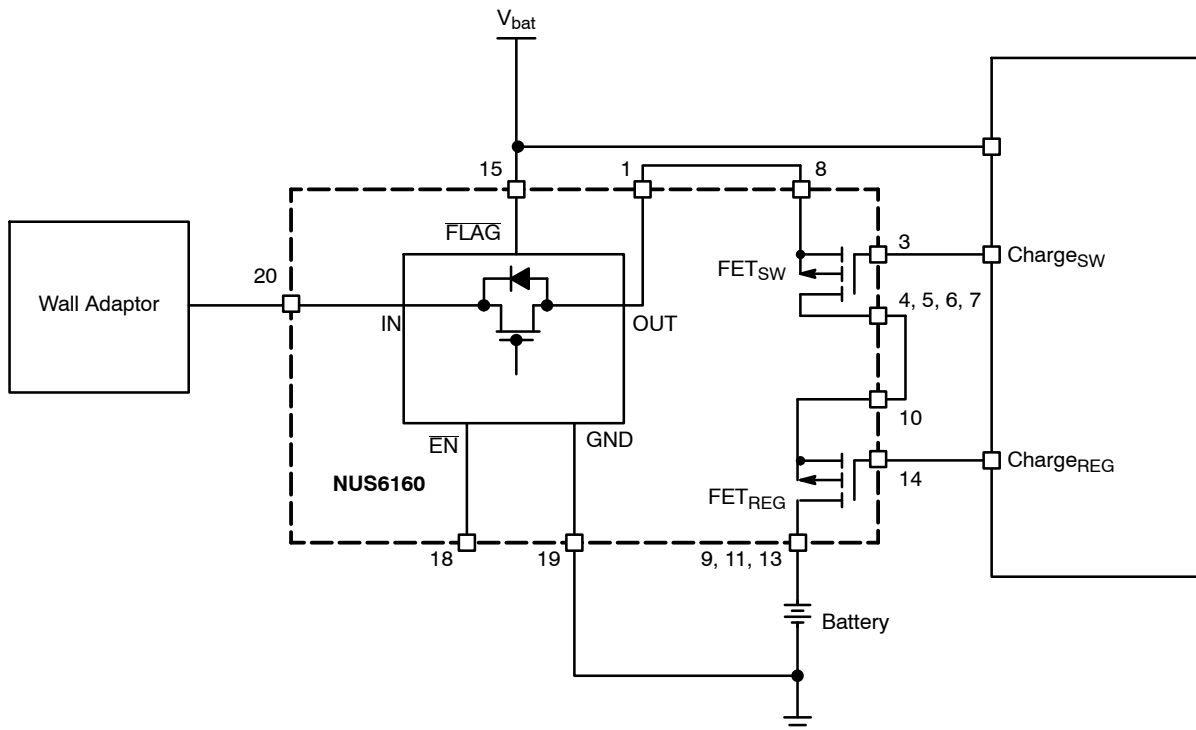 Vbat
15
1
8
FLAG
3
FETSW
ChargeSW
20
4, 5, 6, 7
Wall Adaptor
IN
OUT
10
EN
GND
ChargeREG
NUS6160
FETREG
14
18
19
9, 11, 13
Battery